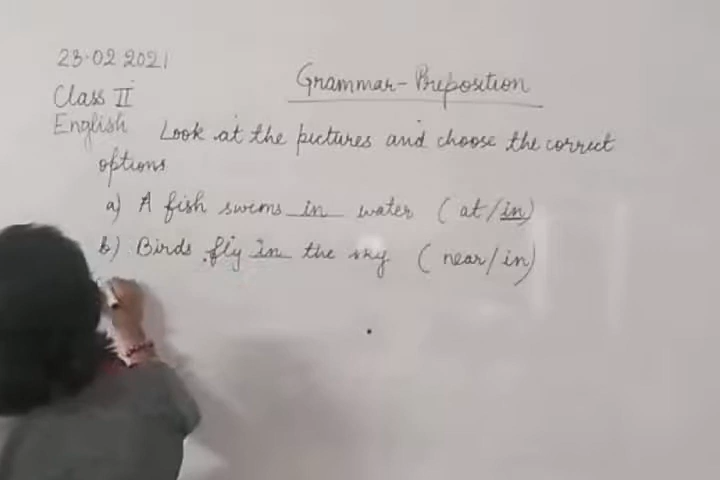 23.02 2021
Grammar - Preposition
Class II
English Look at the pictures and choose the correct
options
a) A fish swims in water (at/in)
b) Birds fly in the sky (near/in)